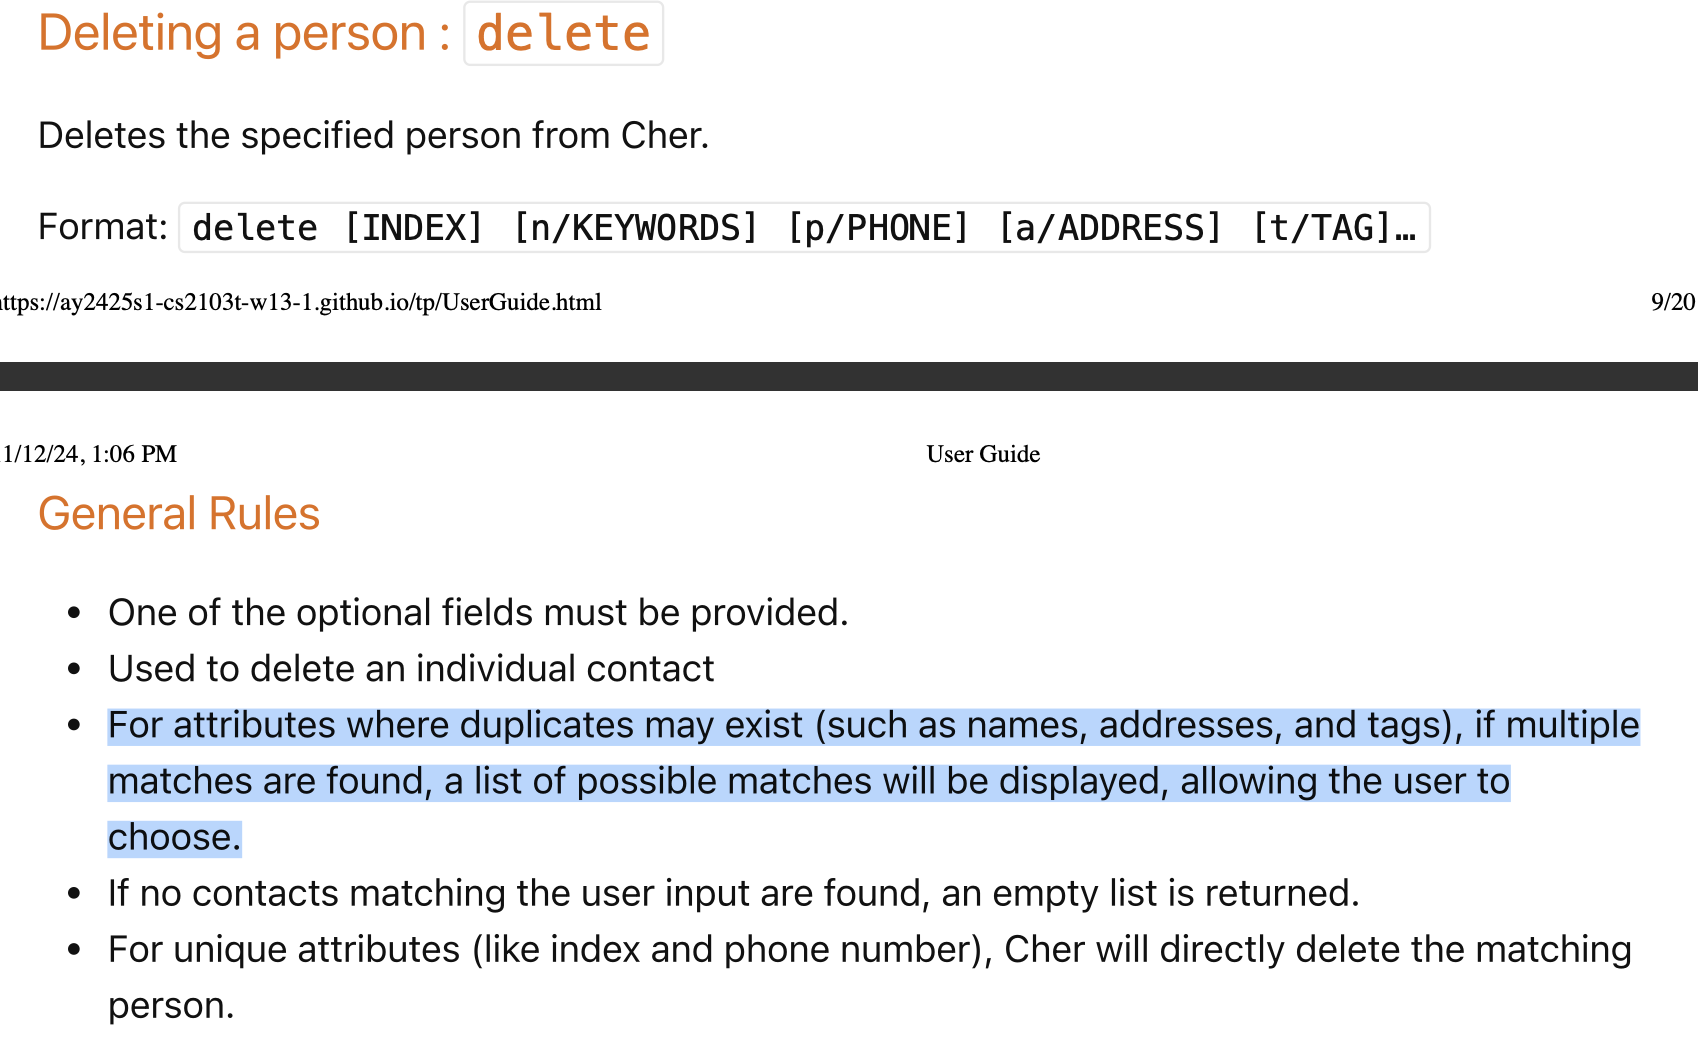 Deleting a person : delete
Deletes the specified person from Cher.
Format: delete [INDEX] [n/KEYWORDS] [p/PHONE] [a/ADDRESS] [t/TAG]…
ttps://ay2425s1-cs2103t-w13-1.github.io/tp/UserGuide.html 9/20
1/12/24, 1:06 PM User Guide
General Rules
• One of the optional fields must be provided.
• Used to delete an individual contact
• For attributes where duplicates may exist (such as names, addresses, and tags), if multiple
matches are found, a list of possible matches will be displayed, allowing the user to
choose.
• If no contacts matching the user input are found, an empty list is returned.
• For unique attributes (like index and phone number), Cher will directly delete the matching
person.